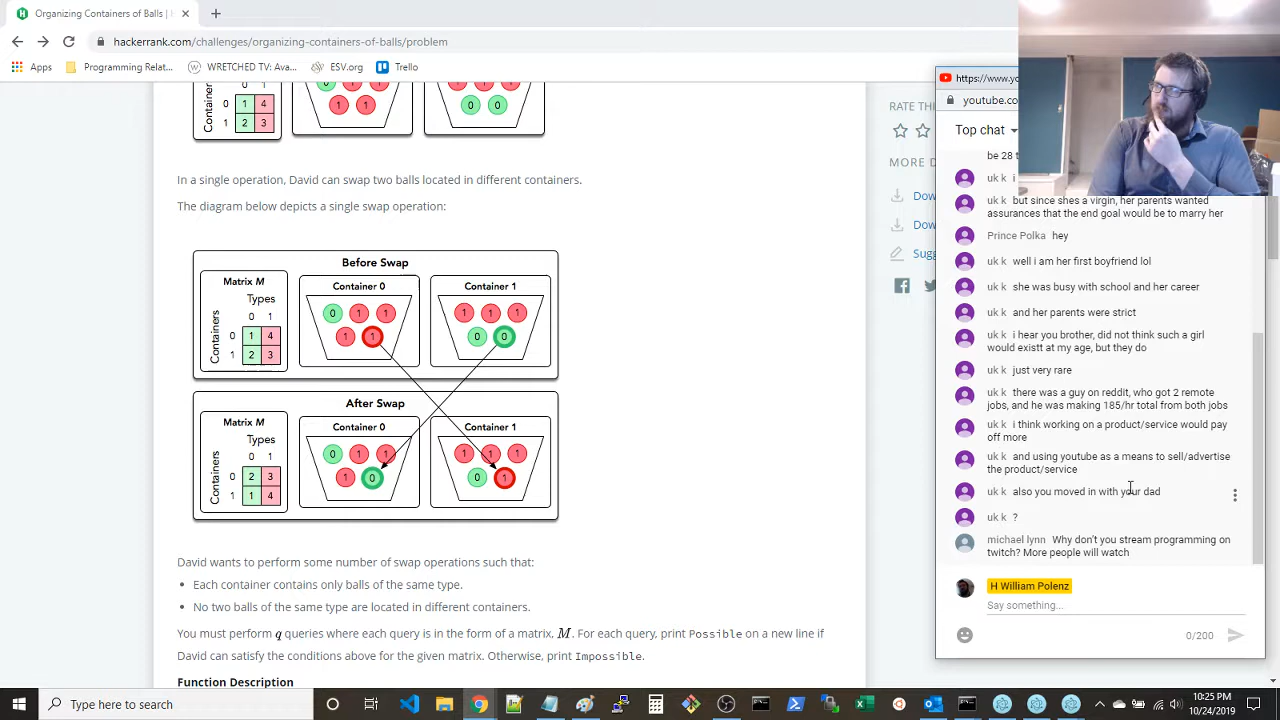 Organizing Containers of Balls |
hackerrank.com/challenges/organizing-containers-of-balls/problem
Apps
Programming Relat...
WRETCHED TV: Ava...
ESV.org
Trello
Containers
0 1
0 1 4
1 2 3
1 1
0 0
In a single operation, David can swap two balls located in different containers.
The diagram below depicts a single swap operation:
Before Swap
Matrix M
Types
0 1
Containers
0 1 4
1 2 3
Container 0
0 1 1
1 1
Container 1
1 1 1
0 0
After Swap
Matrix M
Types
0 1
Containers
0 2 3
1 1 4
Container 0
0 1 1
1 0
Container 1
1 1 1
0 1
David wants to perform some number of swap operations such that:
• Each container contains only balls of the same type.
• No two balls of the same type are located in different containers.
You must perform q queries where each query is in the form of a matrix, M. For each query, print Possible on a new line if
David can satisfy the conditions above for the given matrix. Otherwise, print Impossible.
Function Description
RATE THI
MORE D
Dow
Dow
Sugg
https://www.yo
youtube.co
Top chat
be 28 t
uk k i
uk k but since shes a virgin, her parents wanted
assurances that the end goal would be to marry her
Prince Polka hey
uk k well i am her first boyfriend lol
uk k she was busy with school and her career
uk k and her parents were strict
uk k i hear you brother, did not think such a girl
would existt at my age, but they do
uk k just very rare
uk k there was a guy on reddit, who got 2 remote
jobs, and he was making 185/hr total from both jobs
uk k i think working on a product/service would pay
off more
uk k and using youtube as a means to sell/advertise
the product/service
uk k also you moved in with your dad
uk k ?
michael lynn Why don't you stream programming on
twitch? More people will watch
H William Polenz
Say something...
0/200
Type here to search
10:25 PM
10/24/2019